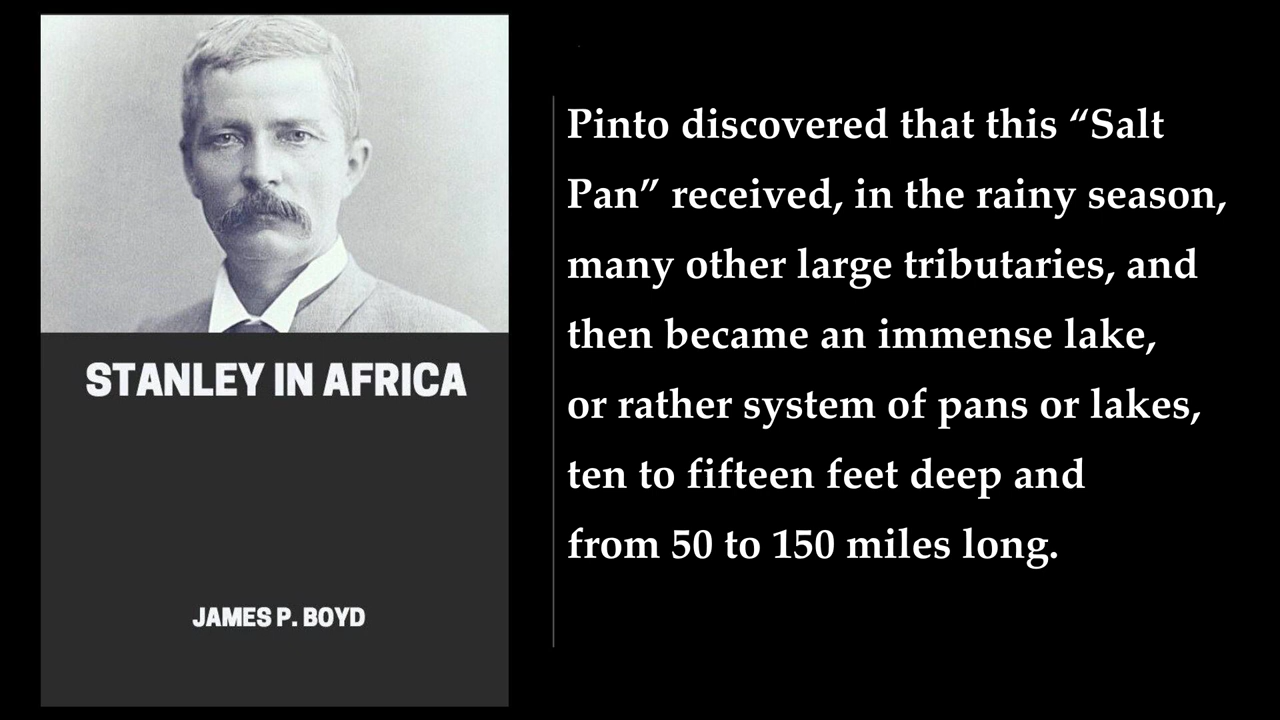 STANLEY IN AFRICA
JAMES P. BOYD
Pinto discovered that this “Salt
Pan” received, in the rainy season,
many other large tributaries, and
then became an immense lake,
or rather system of pans or lakes,
ten to fifteen feet deep and
from 50 to 150 miles long.